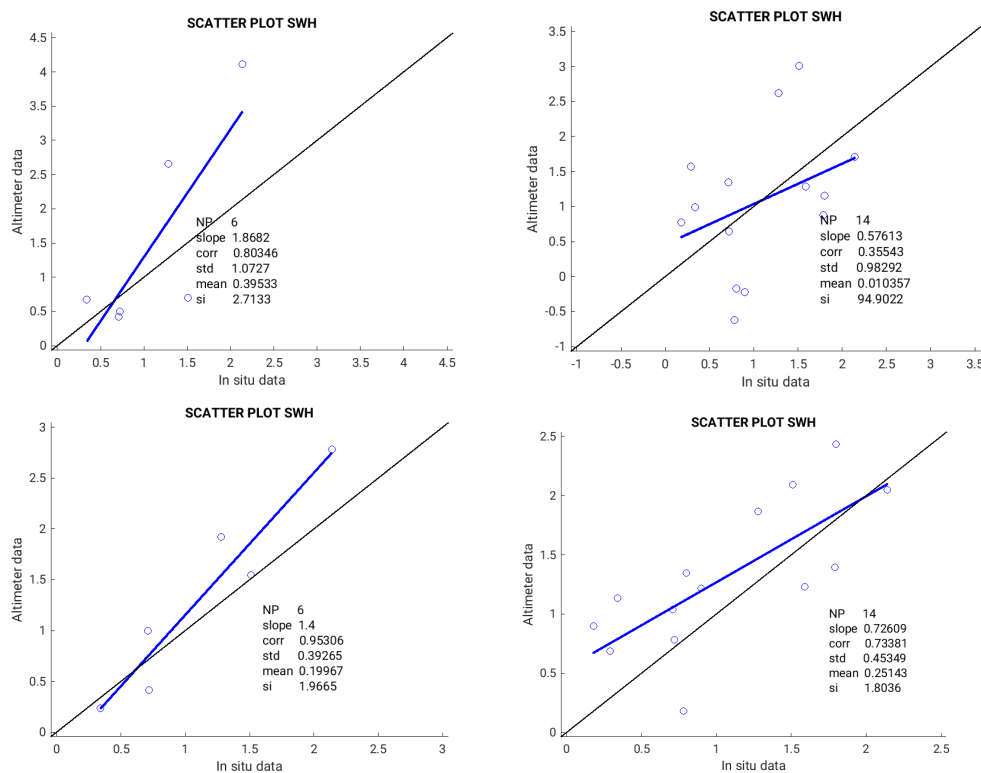 SCATTER PLOT SWH
4.5
4
3.5
3
2.5
2
1.5
1
0.5
0
Altimeter data
NP 6
slope 1.8682
corr 0.80346
std 1.0727
mean 0.39533
si 2.7133
0 0.5 1 1.5 2 2.5 3 3.5 4 4.5
In situ data
SCATTER PLOT SWH
3.5
3
2.5
2
1.5
1
0.5
0
-0.5
-1
Altimeter data
NP 14
slope 0.57613
corr 0.35543
std 0.98292
mean 0.010357
si 94.9022
-1 -0.5 0 0.5 1 1.5 2 2.5 3 3.5
In situ data
SCATTER PLOT SWH
3
2.5
2
1.5
1
0.5
0
Altimeter data
NP 6
slope 1.4
corr 0.95306
std 0.39265
mean 0.19967
si 1.9665
0 0.5 1 1.5 2 2.5 3
In situ data
SCATTER PLOT SWH
2.5
2
1.5
1
0.5
0
Altimeter data
NP 14
slope 0.72609
corr 0.73381
std 0.45349
mean 0.25143
si 1.8036
0 0.5 1 1.5 2 2.5
In situ data